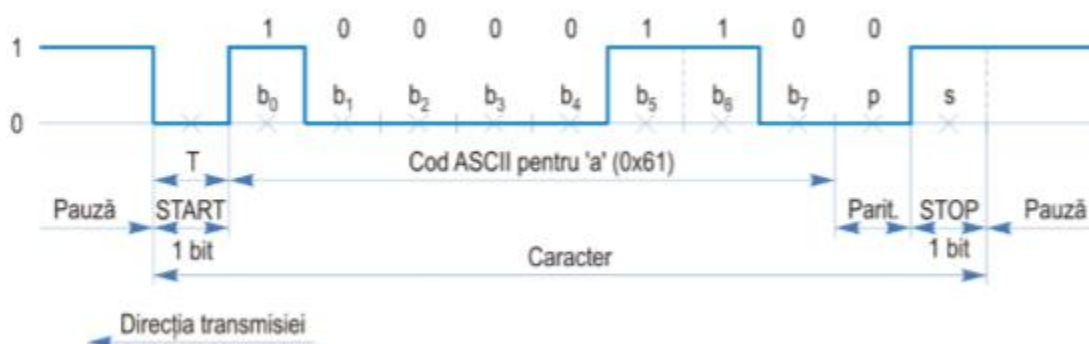 1 0 0 0 0 1 1 0 0
1
b₀ b₁ b₂ b₃ b₄ b₅ b₆ b₇ p s
0
T Cod ASCII pentru 'a' (0x61)
Pauză START Parit. STOP Pauză
1 bit Caracter 1 bit
Direcția transmisiei